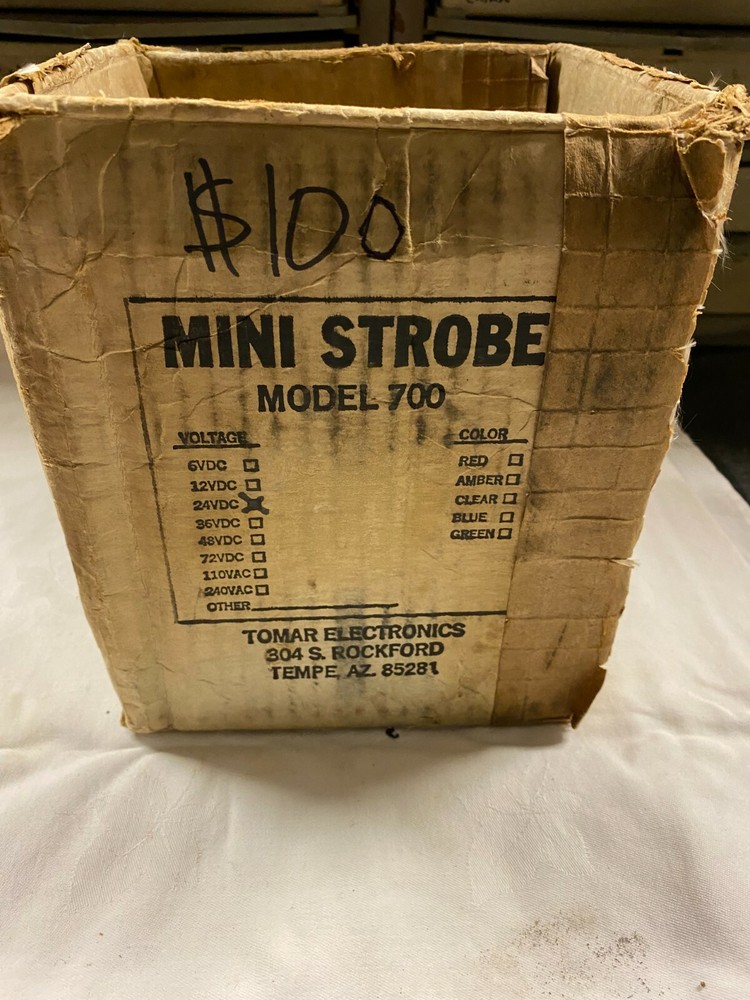 $100
MINI STROBE
MODEL 700
VOLTAGE
6VDC ☐
12VDC ☐
24VDC ☒
36VDC ☐
48VDC ☐
72VDC ☐
110VAC ☐
240VAC ☐
OTHER
COLOR
RED ☐
AMBER ☐
CLEAR ☐
BLUE ☐
GREEN ☐
TOMAR ELECTRONICS
304 S. ROCKFORD
TEMPE, AZ. 85281